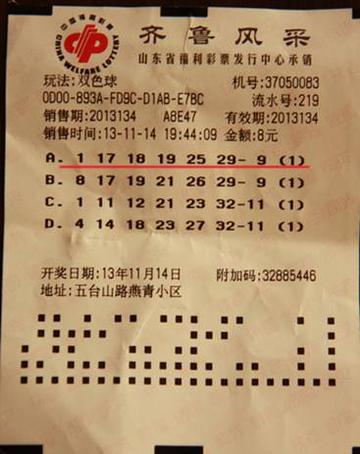 中国福利彩票
CHINA WELFARE LOTTERY
齐鲁风采
山东省福利彩票发行中心承销
玩法:双色球 机号:37050083
0D00-893A-FD9C-D1AB-E78C 流水号:219
销售期:2013134 A8E47 有效期:2013134
销售时间:13-11-14 19:44:09 金额:8元
A. 1 17 18 19 25 29- 9 (1)
B. 8 17 19 21 26 29- 9 (1)
C. 1 11 12 21 23 32-11 (1)
D. 4 14 18 23 27 32-11 (1)
开奖日期:13年11月14日 附加码:32885446
地址:五台山路燕青小区